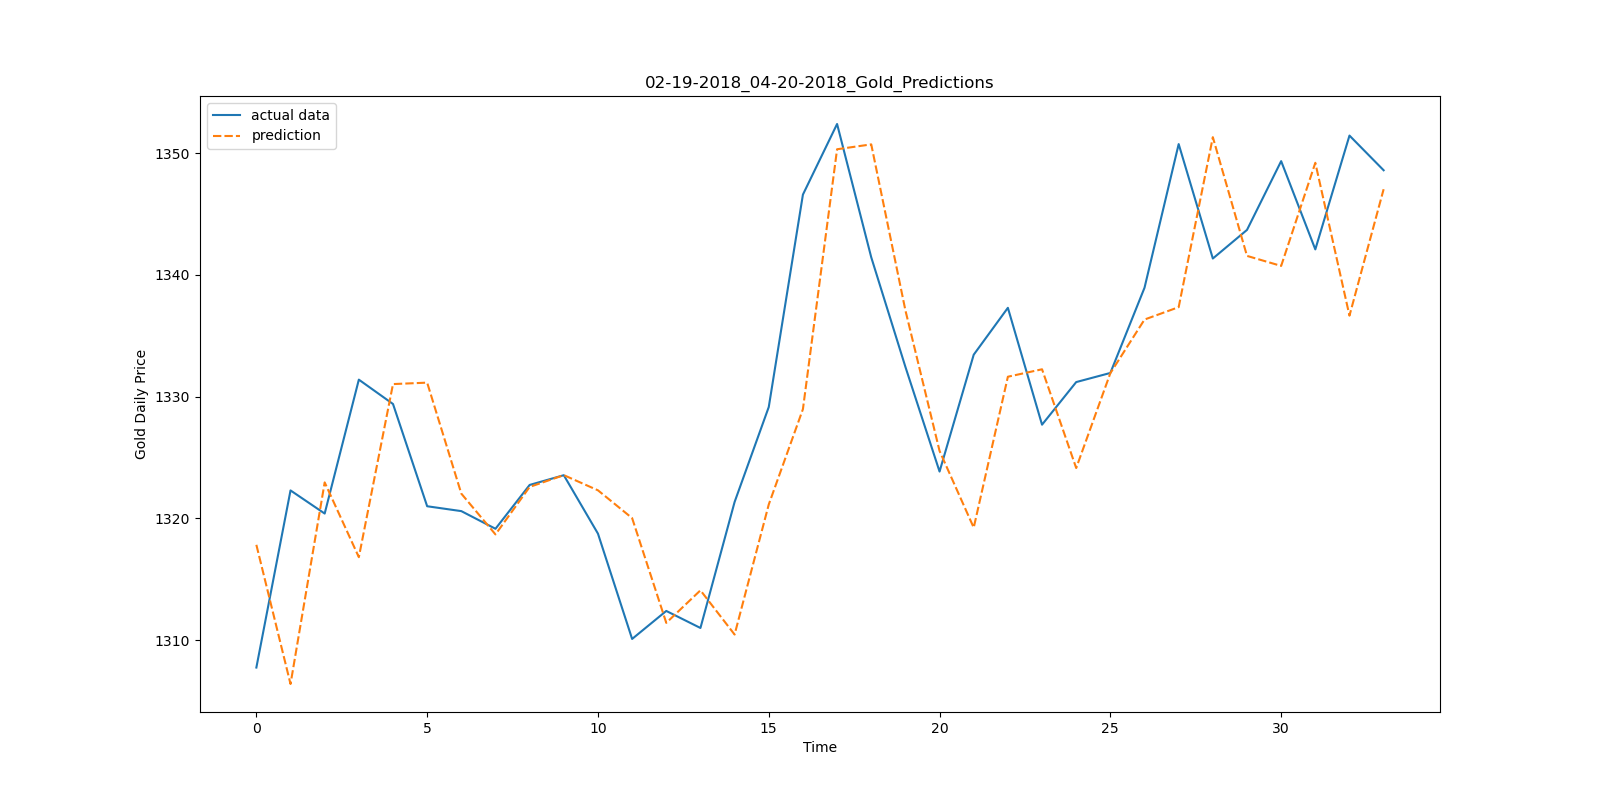 02-19-2018_04-20-2018_Gold_Predictions
actual data
prediction
1350
1340
1330
1320
1310
Gold Daily Price
0 5 10 15 20 25 30
Time